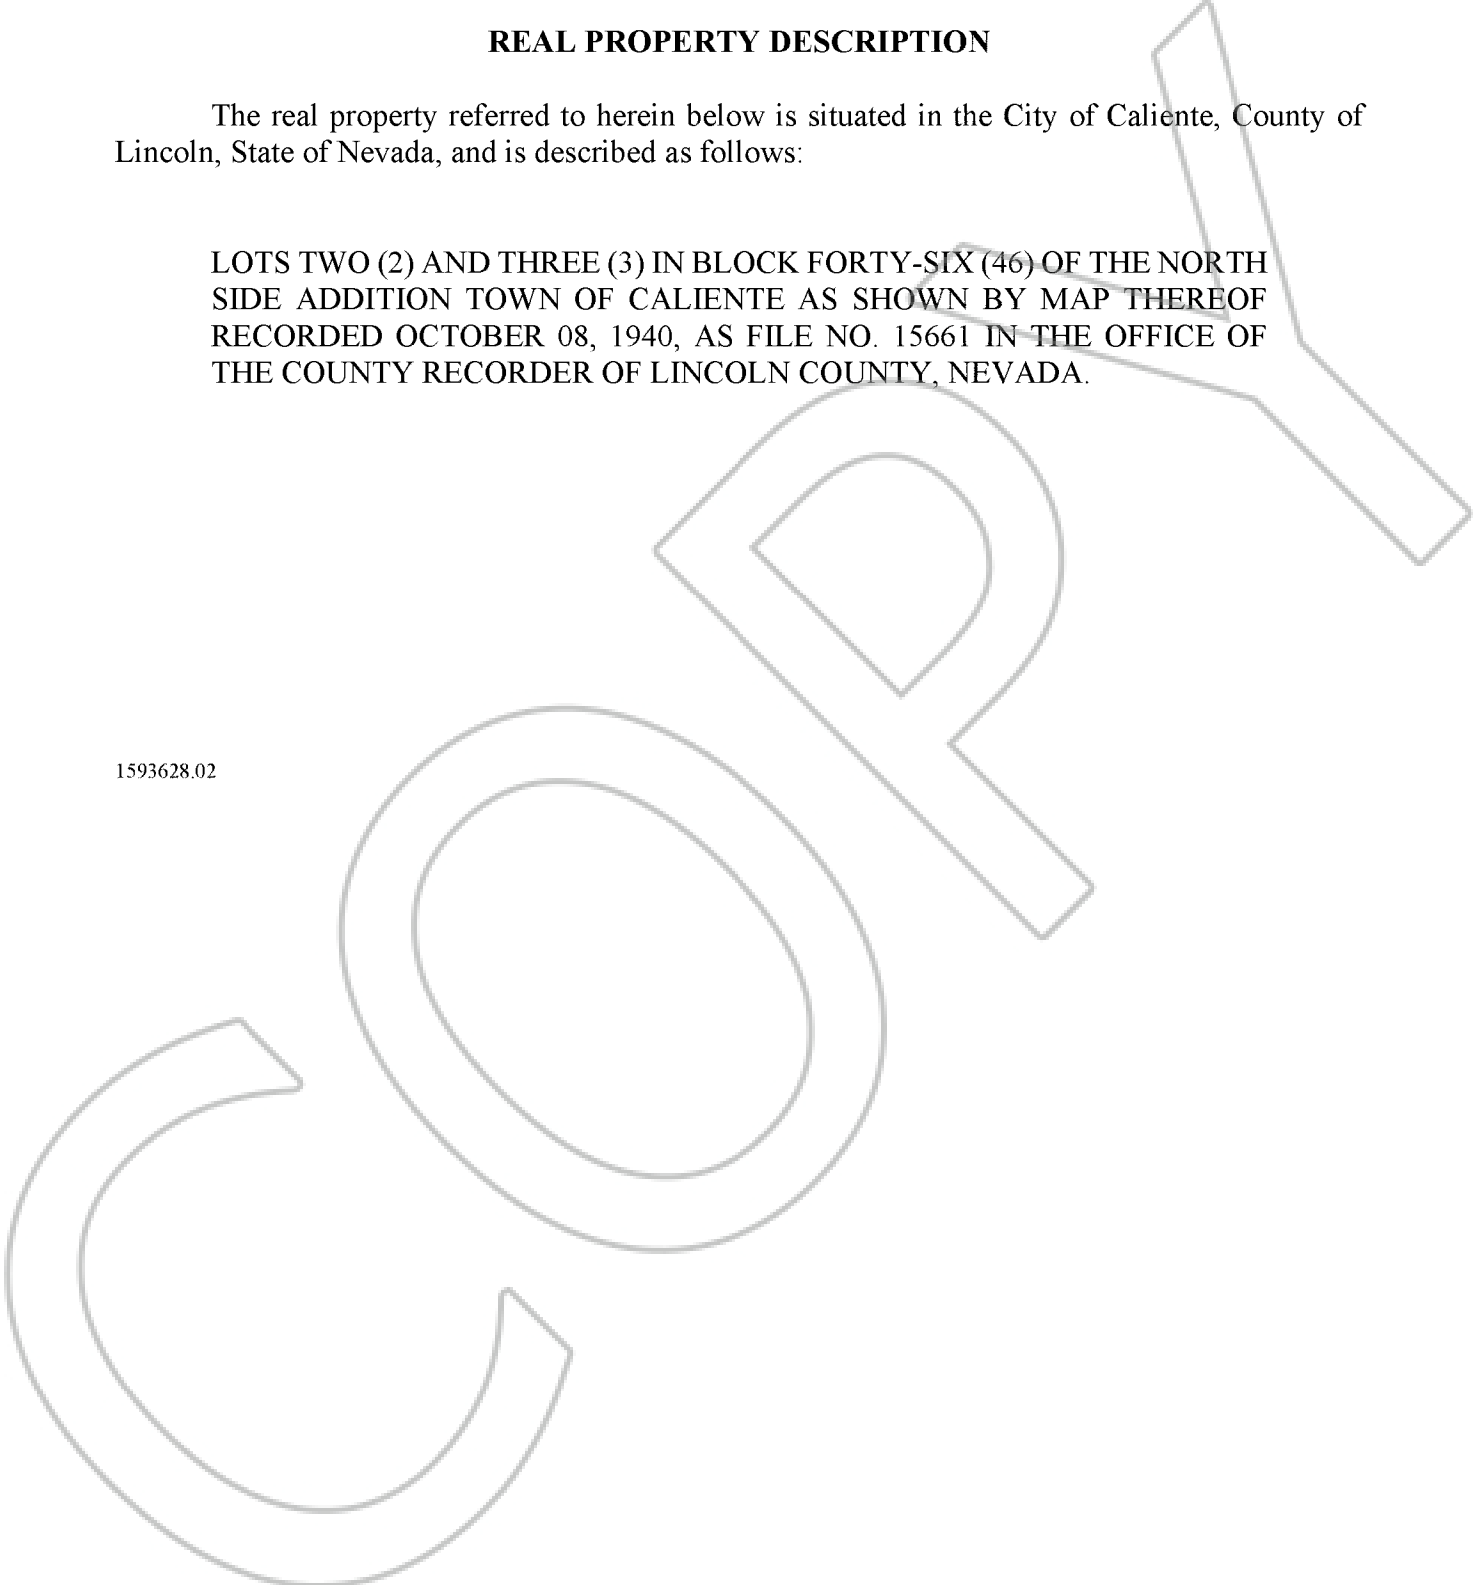 REAL PROPERTY DESCRIPTION
The real property referred to herein below is situated in the City of Caliente, County of
Lincoln, State of Nevada, and is described as follows:
LOTS TWO (2) AND THREE (3) IN BLOCK FORTY-SIX (46) OF THE NORTH
SIDE ADDITION TOWN OF CALIENTE AS SHOWN BY MAP THEREOF
RECORDED OCTOBER 08, 1940, AS FILE NO. 15661 IN THE OFFICE OF
THE COUNTY RECORDER OF LINCOLN COUNTY, NEVADA.
1593628.02
COPY